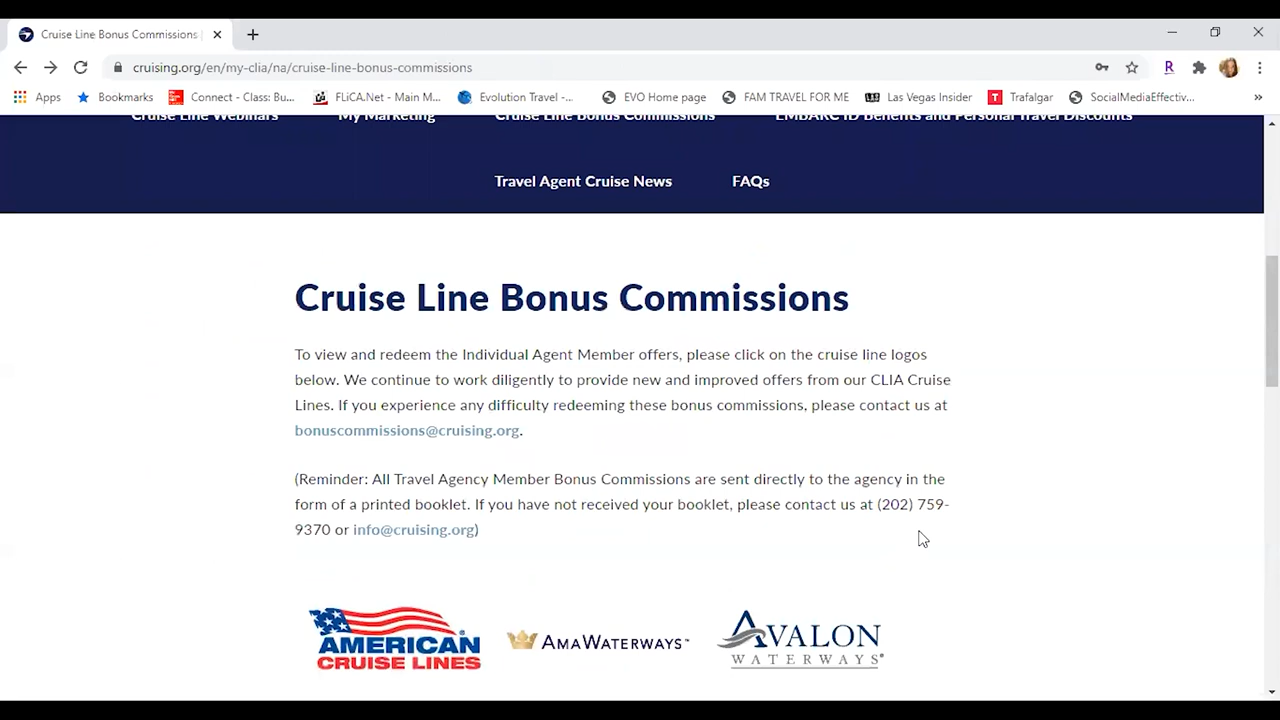 Cruise Line Bonus Commissions |
cruising.org/en/my-clia/na/cruise-line-bonus-commissions
R
Apps Bookmarks Connect - Class: Bu... FLiCA.Net - Main M... Evolution Travel -... EVO Home page FAM TRAVEL FOR ME Las Vegas Insider T Trafalgar SocialMediaEffectiv... »
Cruise Line Webinars My Marketing Cruise Line Bonus Commissions EMBARC ID Benefits and Personal Travel Discounts
Travel Agent Cruise News FAQs
Cruise Line Bonus Commissions
To view and redeem the Individual Agent Member offers, please click on the cruise line logos
below. We continue to work diligently to provide new and improved offers from our CLIA Cruise
Lines. If you experience any difficulty redeeming these bonus commissions, please contact us at
bonuscommissions@cruising.org.
(Reminder: All Travel Agency Member Bonus Commissions are sent directly to the agency in the
form of a printed booklet. If you have not received your booklet, please contact us at (202) 759-
9370 or info@cruising.org)
AMERICAN
CRUISE LINES
AMAWATERWAYS™
AVALON
WATERWAYS®